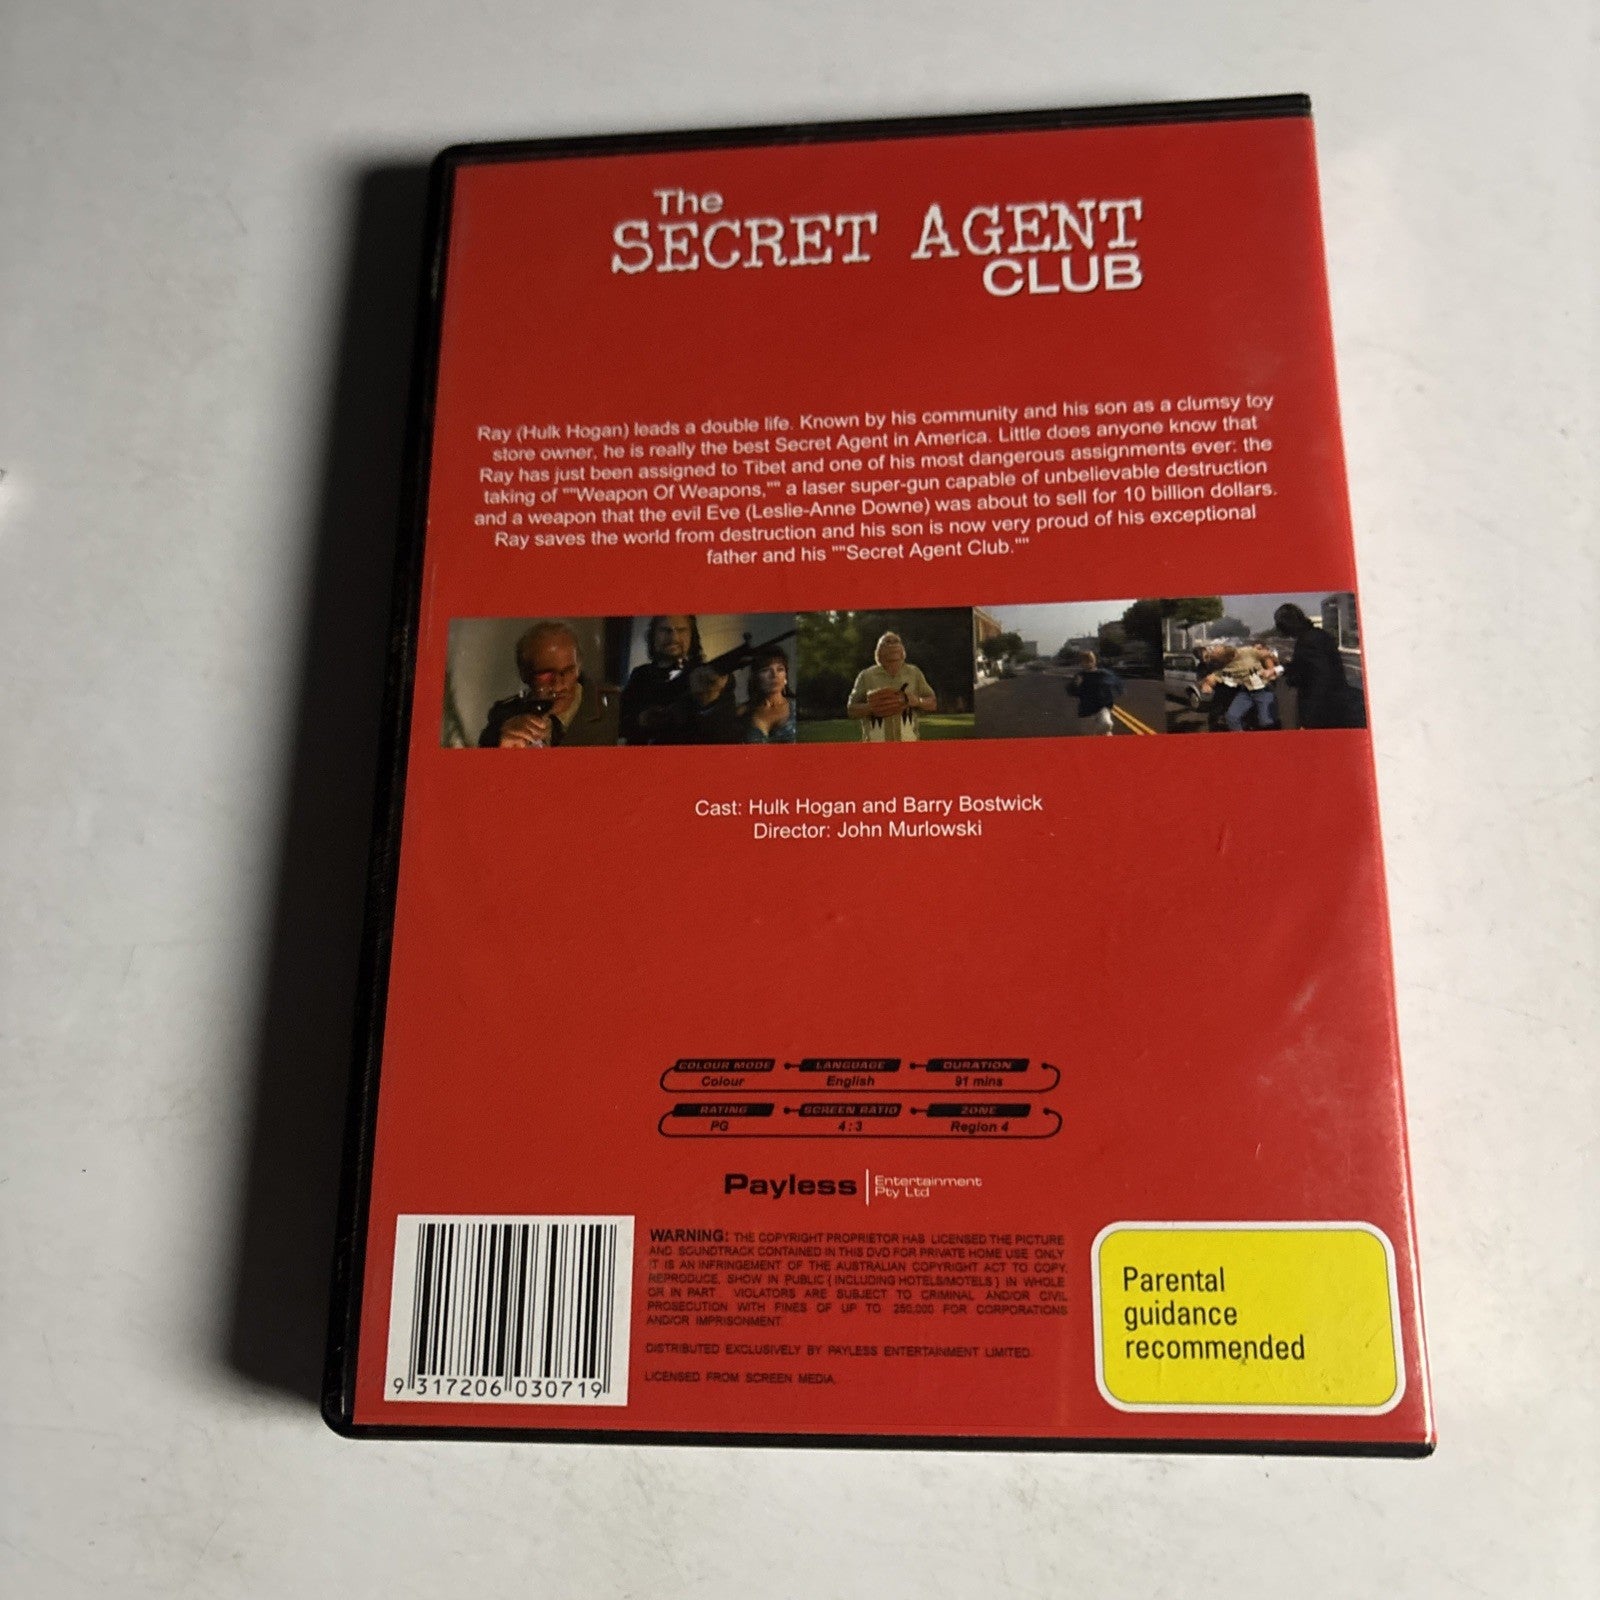 The
SECRET AGENT
CLUB
Ray (Hulk Hogan) leads a double life. Known by his community and his son as a clumsy toy
store owner, he is really the best Secret Agent in America. Little does anyone know that
Ray has just been assigned to Tibet and one of his most dangerous assignments ever: the
taking of ""Weapon Of Weapons,"" a laser super-gun capable of unbelievable destruction
and a weapon that the evil Eve (Leslie-Anne Downe) was about to sell for 10 billion dollars.
Ray saves the world from destruction and his son is now very proud of his exceptional
father and his ""Secret Agent Club.""
Cast: Hulk Hogan and Barry Bostwick
Director: John Murlowski
COLOUR MODE LANGUAGE DURATION
Colour English 91 mins
RATING SCREEN RATIO ZONE
PG 4:3 Region 4
Payless Entertainment
Pty Ltd
WARNING: THE COPYRIGHT PROPRIETOR HAS LICENSED THE PICTURE
AND SOUNDTRACK CONTAINED IN THIS DVD FOR PRIVATE HOME USE ONLY
IT IS AN INFRINGEMENT OF THE AUSTRALIAN COPYRIGHT ACT TO COPY,
REPRODUCE, SHOW IN PUBLIC (INCLUDING HOTELS/MOTELS) IN WHOLE
OR IN PART VIOLATORS ARE SUBJECT TO CRIMINAL AND/OR CIVIL
PROSECUTION WITH FINES OF UP TO 250,000 FOR CORPORATIONS
AND/OR IMPRISONMENT
DISTRIBUTED EXCLUSIVELY BY PAYLESS ENTERTAINMENT LIMITED.
LICENSED FROM SCREEN MEDIA.
9 317206 030719
Parental
guidance
recommended